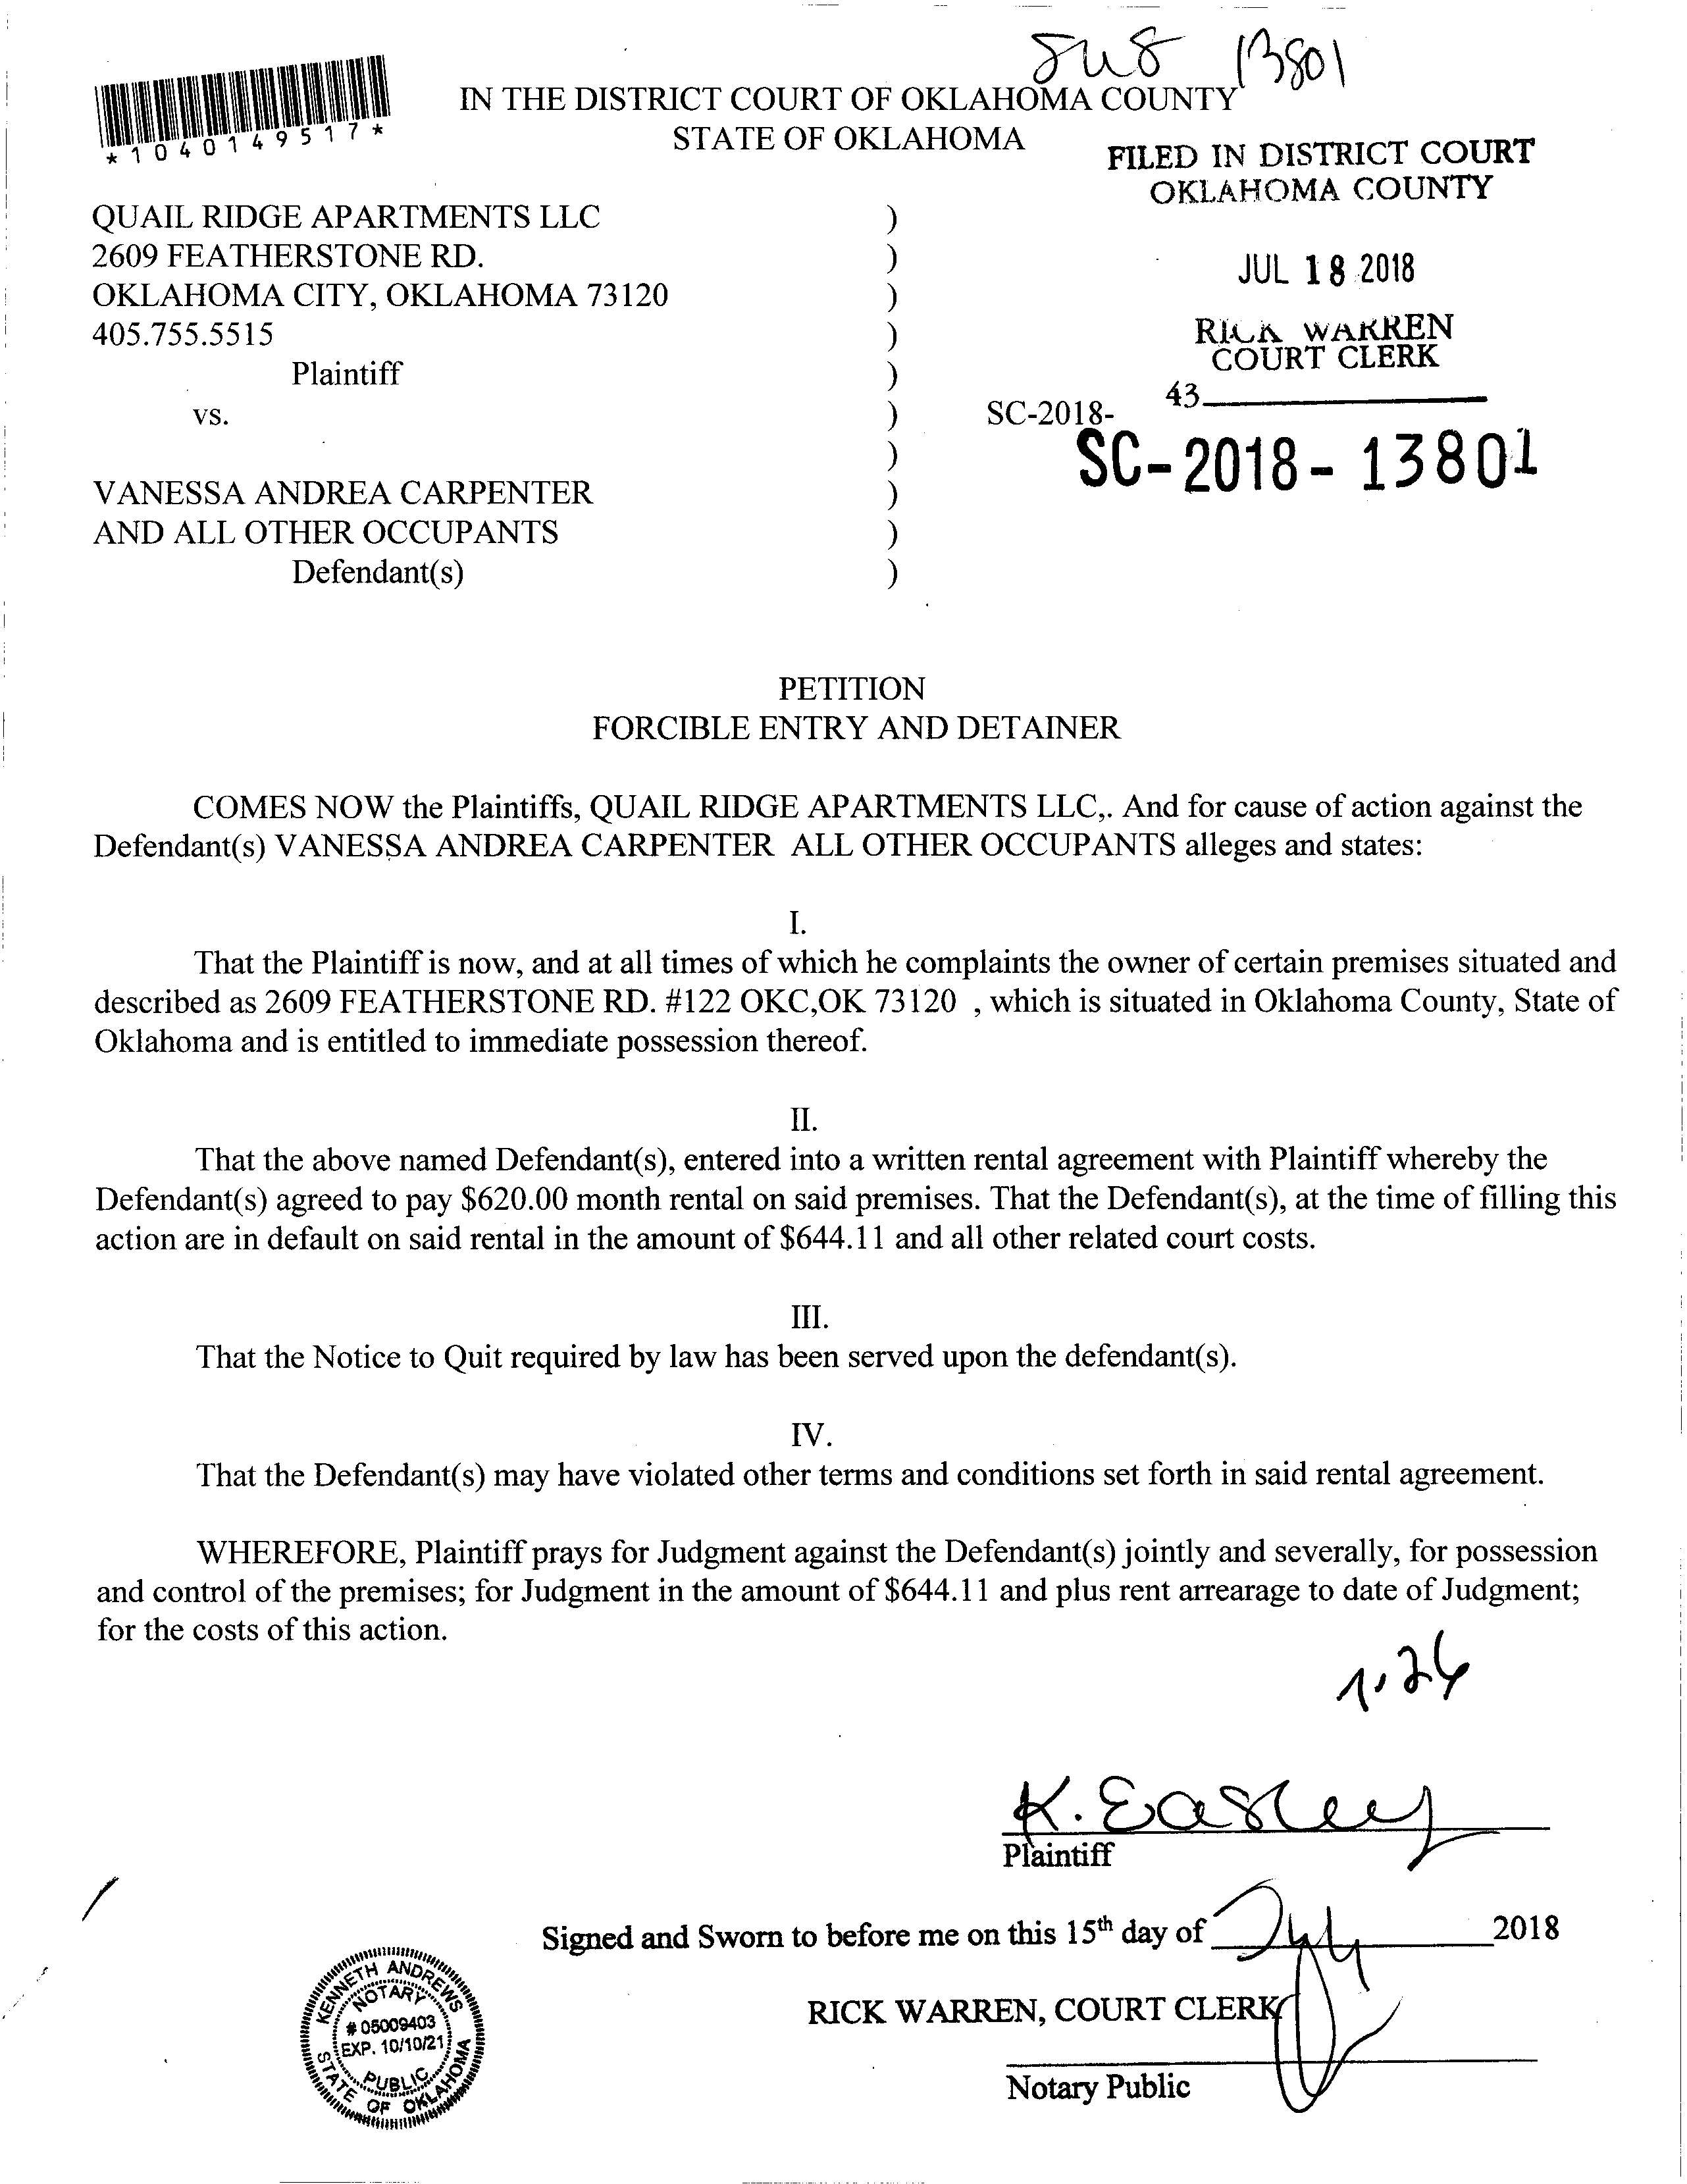 13801
IN THE DISTRICT COURT OF OKLAHOMA COUNTY
STATE OF OKLAHOMA
*1040149517*
FILED IN DISTRICT COURT
OKLAHOMA COUNTY
JUL 18 2018
RICK WARREN
COURT CLERK
43
QUAIL RIDGE APARTMENTS LLC )
2609 FEATHERSTONE RD. )
OKLAHOMA CITY, OKLAHOMA 73120 )
405.755.5515 )
Plaintiff )
vs. ) SC-2018-
) SC-2018-13801
VANESSA ANDREA CARPENTER )
AND ALL OTHER OCCUPANTS )
Defendant(s) )
PETITION
FORCIBLE ENTRY AND DETAINER
COMES NOW the Plaintiffs, QUAIL RIDGE APARTMENTS LLC,. And for cause of action against the
Defendant(s) VANESSA ANDREA CARPENTER ALL OTHER OCCUPANTS alleges and states:
I.
That the Plaintiff is now, and at all times of which he complaints the owner of certain premises situated and
described as 2609 FEATHERSTONE RD. #122 OKC,OK 73120 , which is situated in Oklahoma County, State of
Oklahoma and is entitled to immediate possession thereof.
II.
That the above named Defendant(s), entered into a written rental agreement with Plaintiff whereby the
Defendant(s) agreed to pay $620.00 month rental on said premises. That the Defendant(s), at the time of filling this
action are in default on said rental in the amount of $644.11 and all other related court costs.
III.
That the Notice to Quit required by law has been served upon the defendant(s).
IV.
That the Defendant(s) may have violated other terms and conditions set forth in said rental agreement.
WHEREFORE, Plaintiff prays for Judgment against the Defendant(s) jointly and severally, for possession
and control of the premises; for Judgment in the amount of $644.11 and plus rent arrearage to date of Judgment;
for the costs of this action.
K. Easley
Plaintiff
Signed and Sworn to before me on this 15th day of July 2018
RICK WARREN, COURT CLERK
Notary Public
KENNETH ANDREWS
NOTARY
# 05009403
EXP. 10/10/21
PUBLIC
STATE OF OKLAHOMA